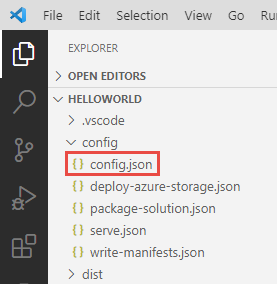 File Edit Selection View Go Run
EXPLORER
OPEN EDITORS
HELLOWORLD
.vscode
config
{} config.json
{} deploy-azure-storage.json
{} package-solution.json
{} serve.json
{} write-manifests.json
dist